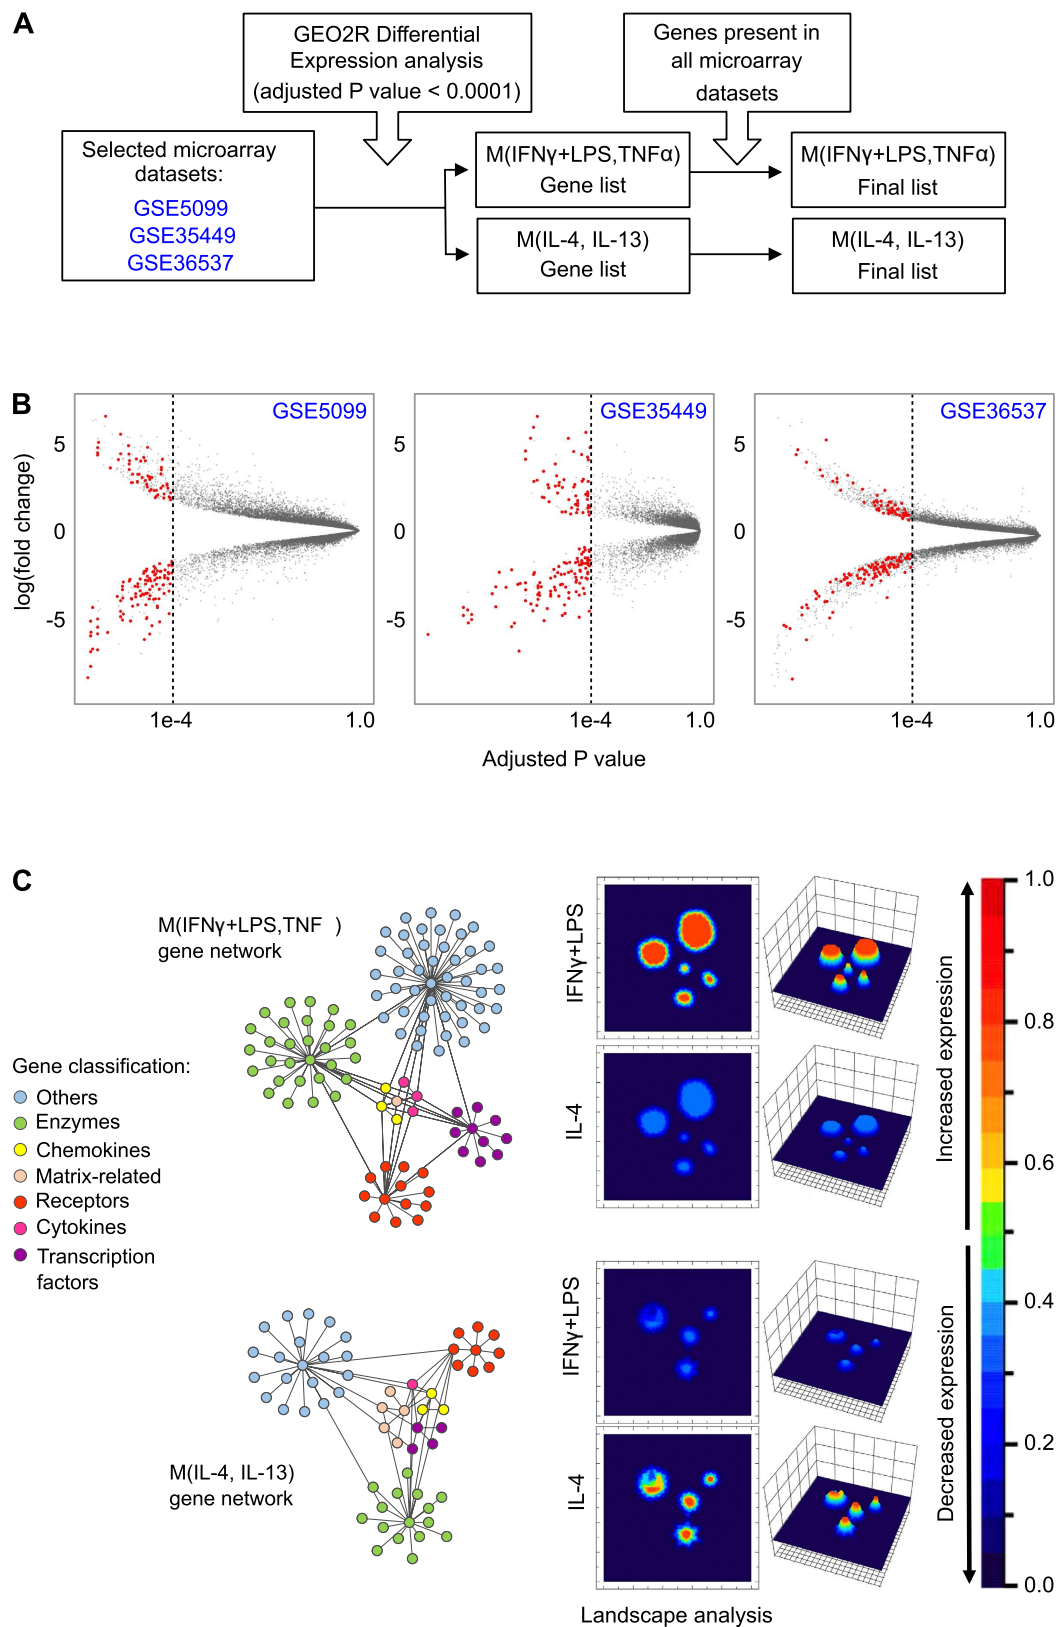 A
GEO2R Differential
Expression analysis
(adjusted P value < 0.0001)
Genes present in
all microarray
datasets
Selected microarray
datasets:
GSE5099
GSE35449
GSE36537
M(IFNγ+LPS,TNFα)
Gene list
M(IFNγ+LPS,TNFα)
Final list
M(IL-4, IL-13)
Gene list
M(IL-4, IL-13)
Final list
B
log(fold change)
GSE5099
5
0
-5
1e-4
1.0
GSE35449
5
0
-5
1e-4
1.0
GSE36537
5
0
-5
1e-4
1.0
Adjusted P value
C
M(IFNγ+LPS,TNF )
gene network
Gene classification:
Others
Enzymes
Chemokines
Matrix-related
Receptors
Cytokines
Transcription
factors
M(IL-4, IL-13)
gene network
IFNγ+LPS
IL-4
IFNγ+LPS
IL-4
Landscape analysis
Increased expression
Decreased expression
1.0
0.8
0.6
0.4
0.2
0.0